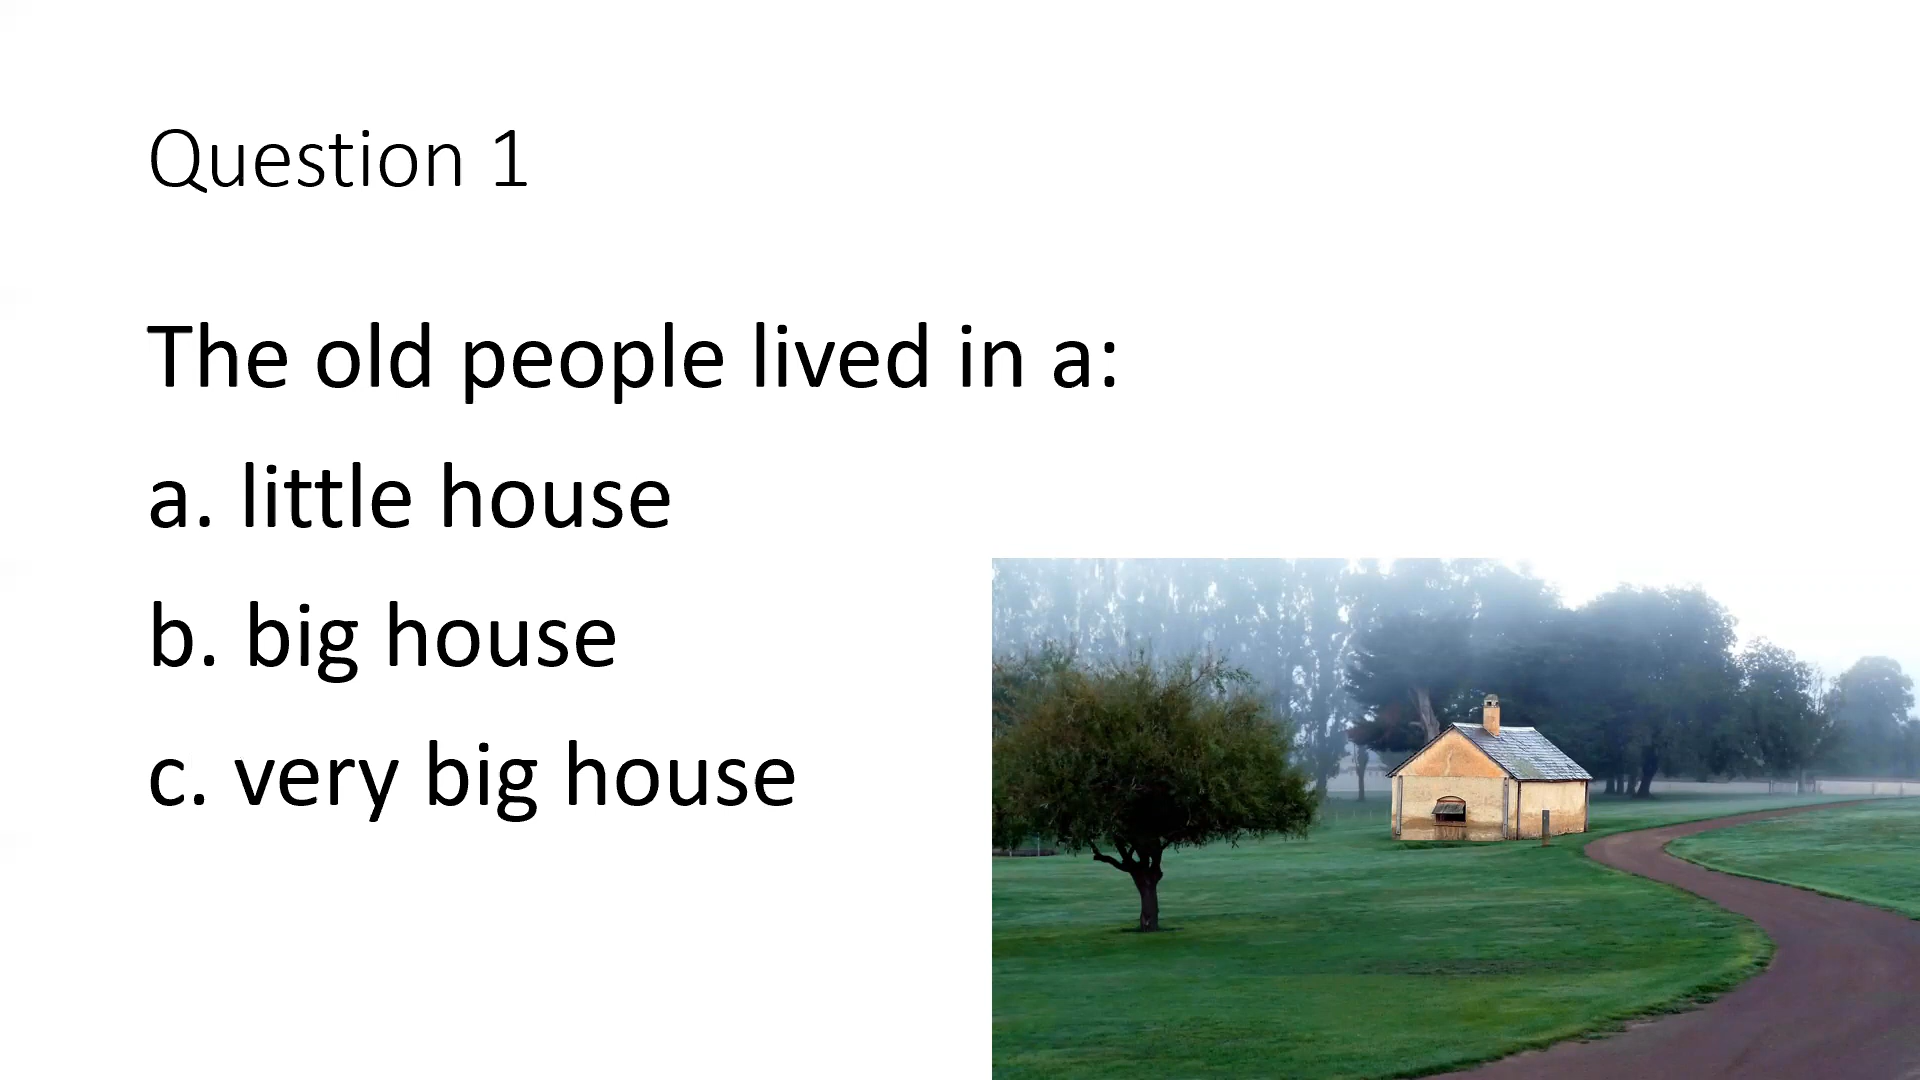 Question 1
The old people lived in a:
a. little house
b. big house
c. very big house